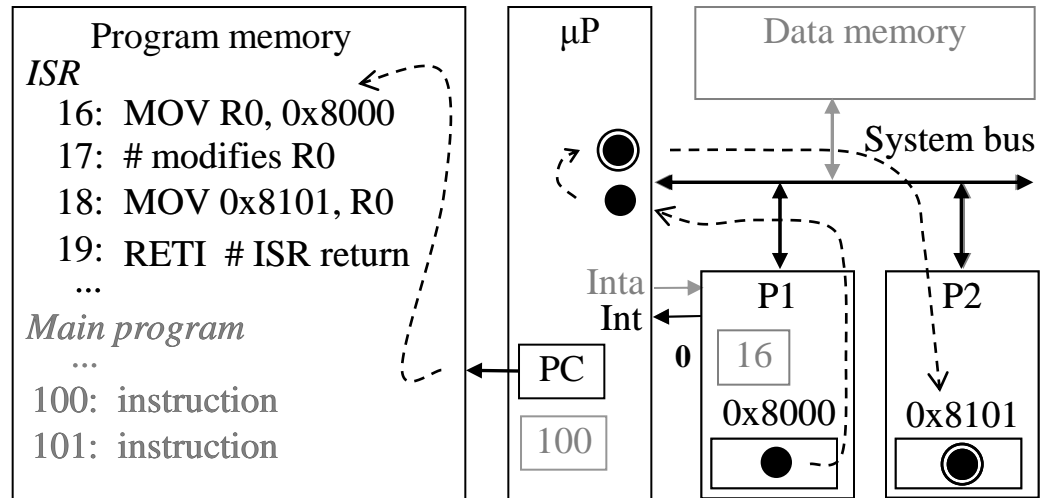 Program memory
ISR
16: MOV R0, 0x8000
17: # modifies R0
18: MOV 0x8101, R0
19: RETI # ISR return
...
Main program
...
100: instruction
101: instruction
μP
Inta
Int
PC
100
Data memory
System bus
P1
0
16
0x8000
P2
0x8101